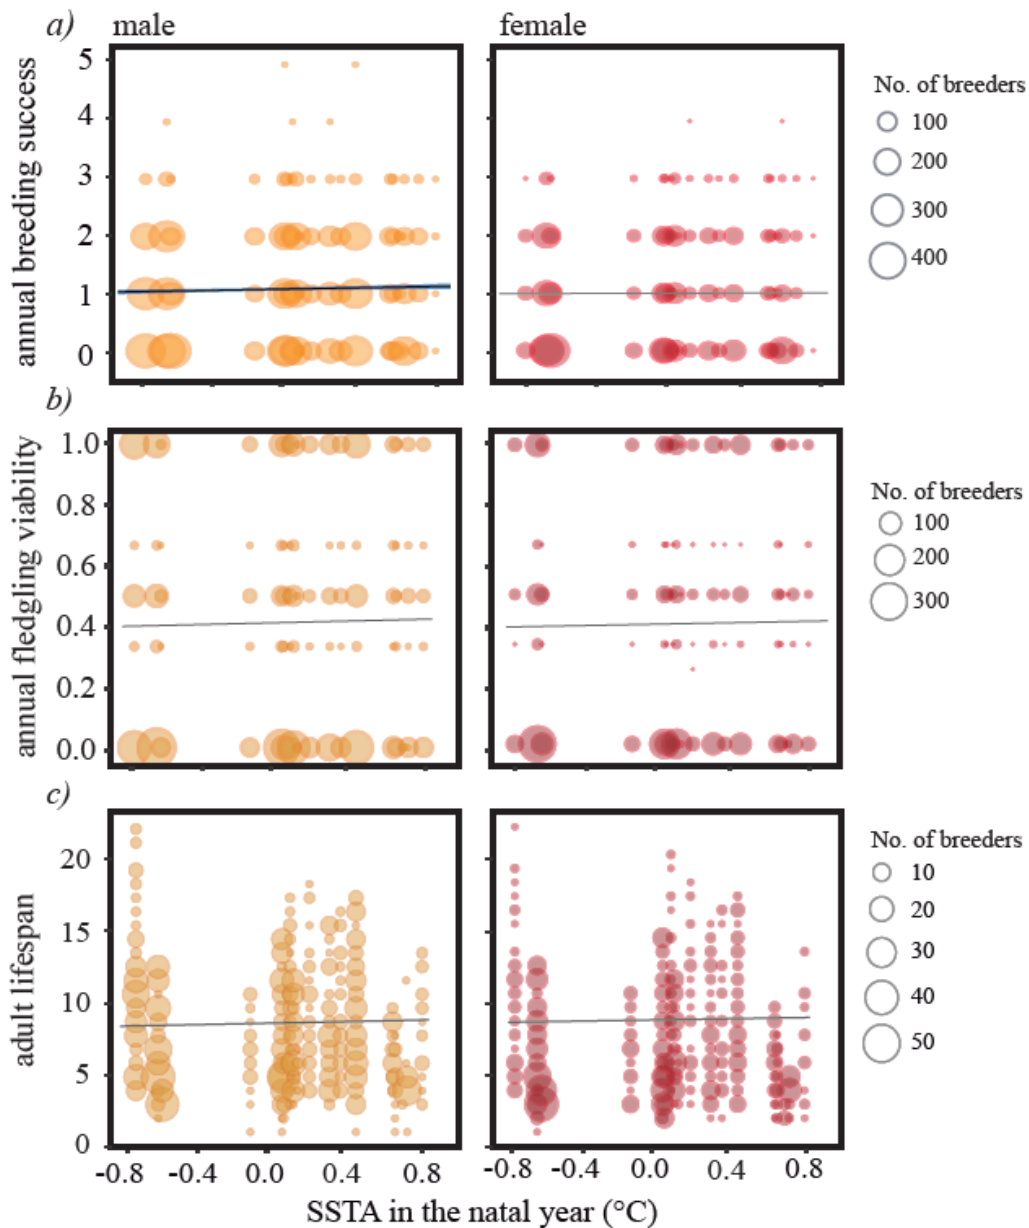 a)
male
female
annual breeding success
5
4
3
2
1
0
No. of breeders
100
200
300
400
b)
annual fledgling viability
1.0
0.8
0.6
0.4
0.2
0.0
No. of breeders
100
200
300
c)
adult lifespan
20
15
10
5
0
No. of breeders
10
20
30
40
50
-0.8 -0.4 0.0 0.4 0.8
-0.8 -0.4 0.0 0.4 0.8
SSTA in the natal year (°C)